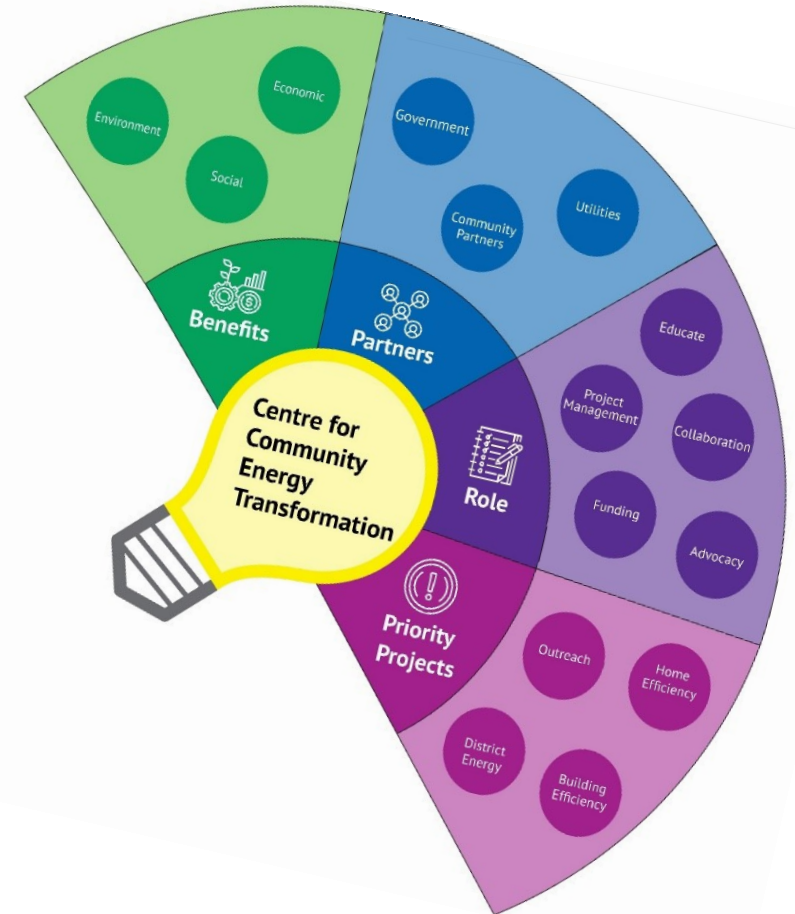 Centre for
Community
Energy
Transformation
Benefits
Environment
Economic
Social
Partners
Government
Community
Partners
Utilities
Role
Educate
Project
Management
Collaboration
Funding
Advocacy
Priority
Projects
Outreach
Home
Efficiency
District
Energy
Building
Efficiency